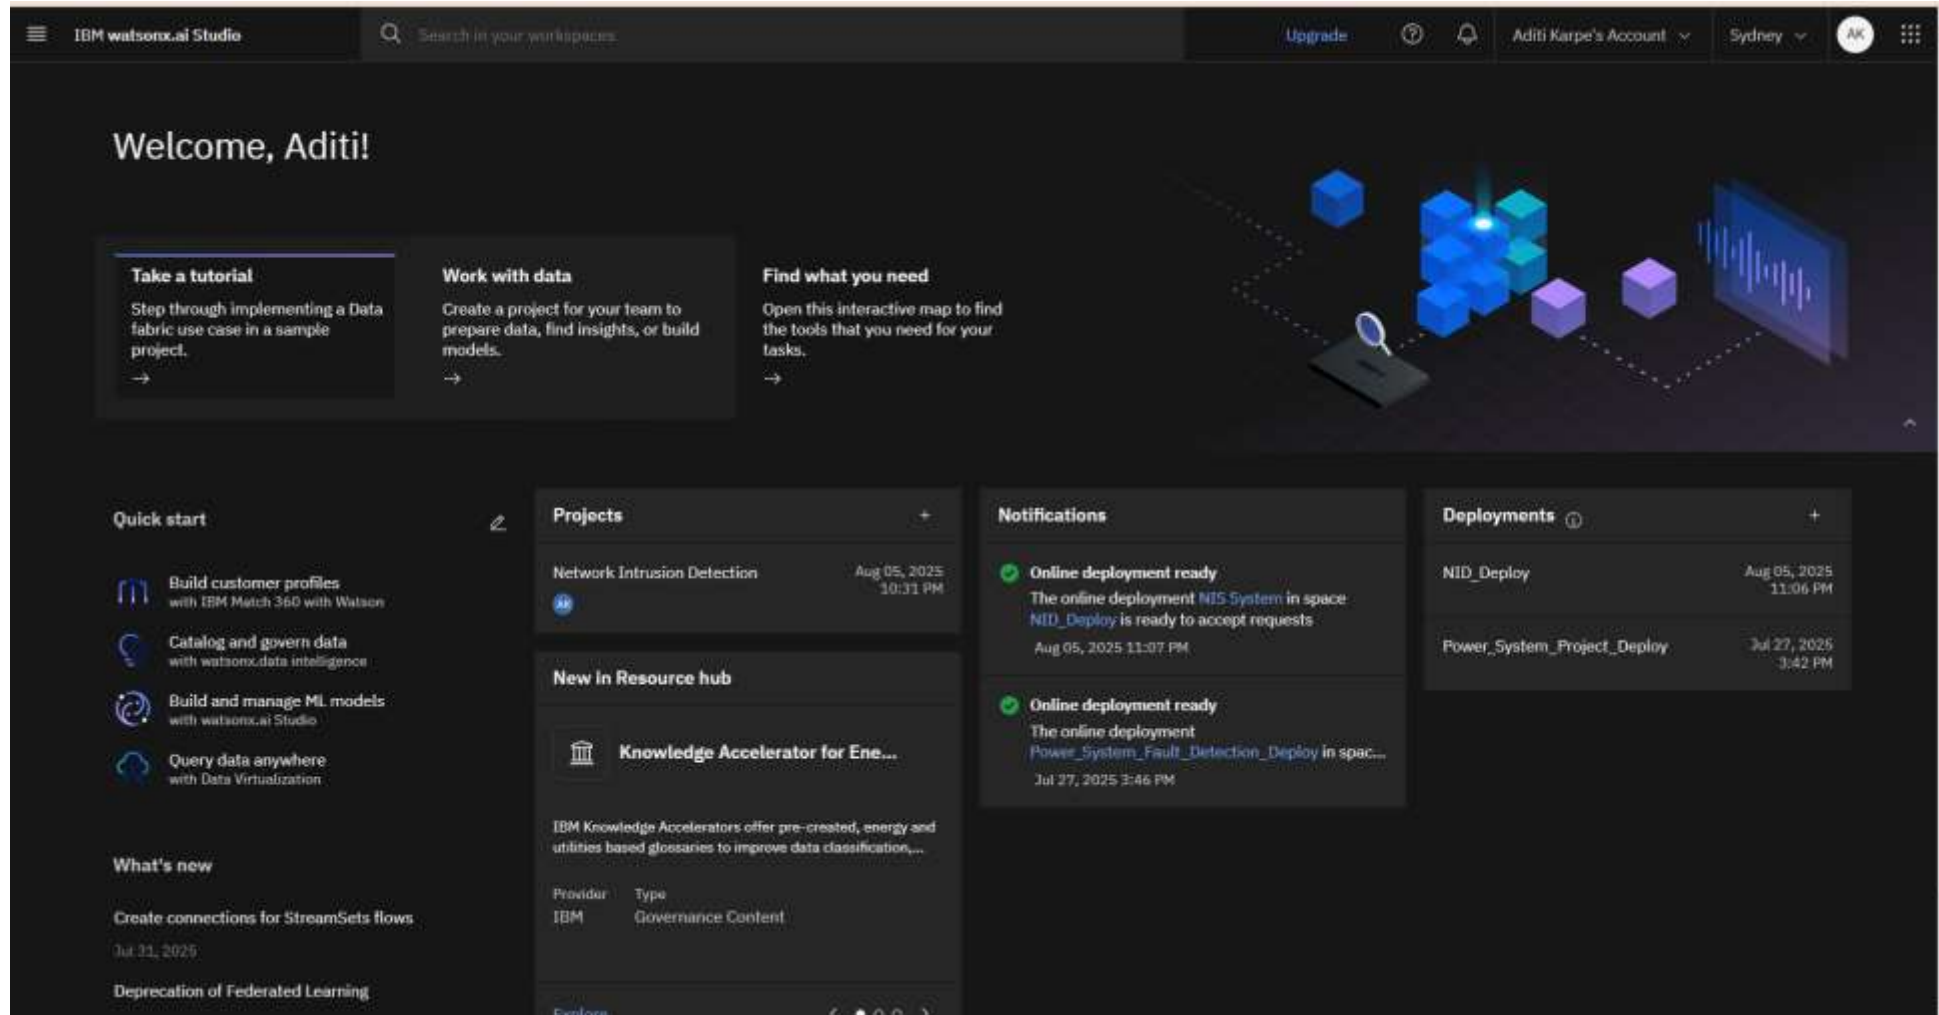 IBM watsonx.ai Studio
Search in your workspaces
Upgrade
Aditi Karpe's Account
Sydney
AK
Welcome, Aditi!
Take a tutorial
Step through implementing a Data
fabric use case in a sample
project.
Work with data
Create a project for your team to
prepare data, find insights, or build
models.
Find what you need
Open this interactive map to find
the tools that you need for your
tasks.
Quick start
Build customer profiles
with IBM Match 360 with Watson
Catalog and govern data
with watsonx.data intelligence
Build and manage ML models
with watsonx.ai Studio
Query data anywhere
with Data Virtualization
What's new
Create connections for StreamSets flows
Jul 31, 2025
Deprecation of Federated Learning
Projects
Network Intrusion Detection
Aug 05, 2025
10:31 PM
AK
New in Resource hub
Knowledge Accelerator for Ene...
IBM Knowledge Accelerators offer pre-created, energy and
utilities based glossaries to improve data classification,...
Provider
Type
IBM
Governance Content
Explore
Notifications
Online deployment ready
The online deployment NIS System in space
NID_Deploy is ready to accept requests
Aug 05, 2025 11:07 PM
Online deployment ready
The online deployment
Power_System_Fault_Detection_Deploy in spac...
Jul 27, 2025 3:46 PM
Deployments
NID_Deploy
Aug 05, 2025
11:06 PM
Power_System_Project_Deploy
Jul 27, 2025
3:42 PM